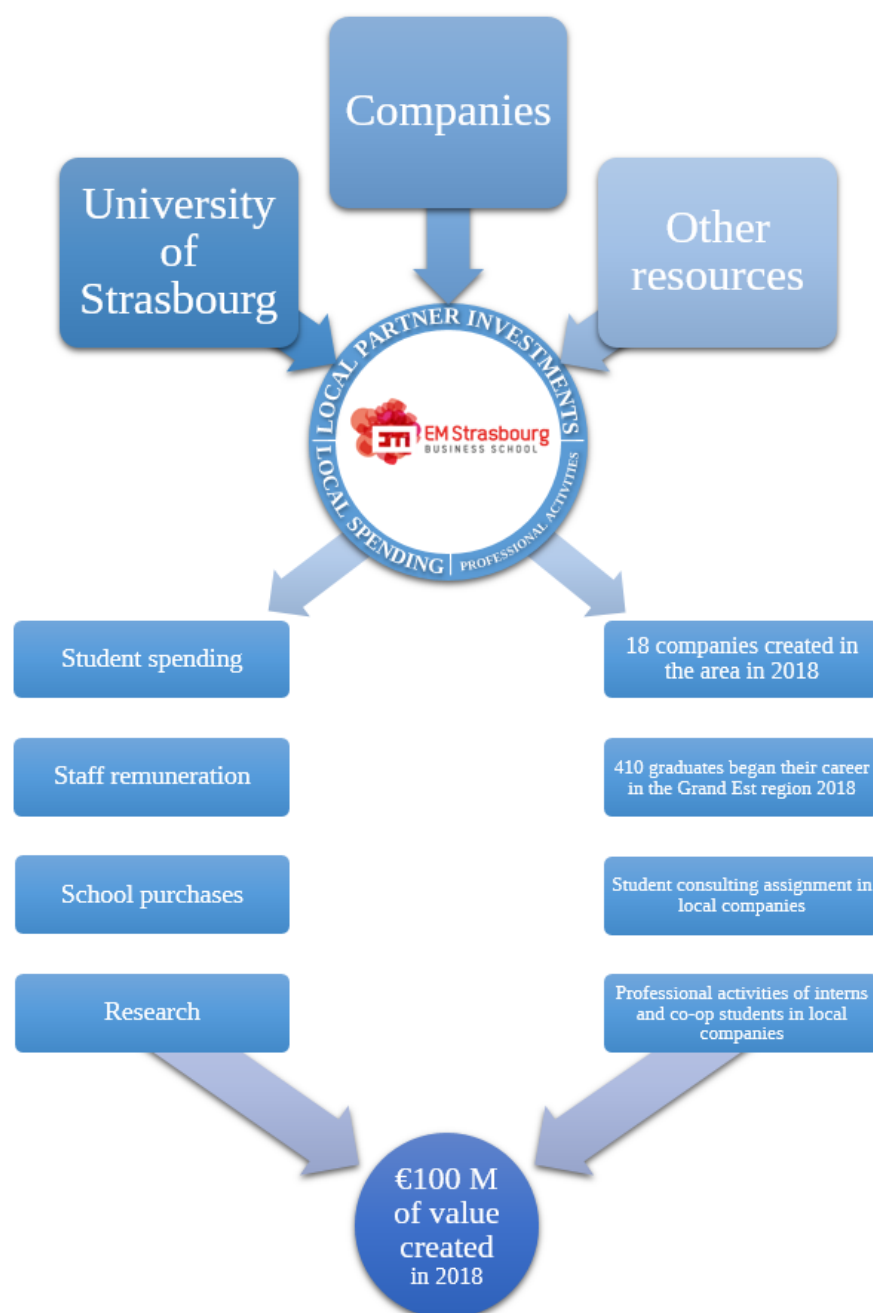 Companies
University
of
Strasbourg
Other
resources
LOCAL PARTNER INVESTMENTS
EM Strasbourg
BUSINESS SCHOOL
LOCAL SPENDING
PROFESSIONAL ACTIVITIES
Student spending
18 companies created in
the area in 2018
Staff remuneration
410 graduates began their career
in the Grand Est region 2018
School purchases
Student consulting assignment in
local companies
Research
Professional activities of interns
and co-op students in local
companies
€100 M
of value
created
in 2018